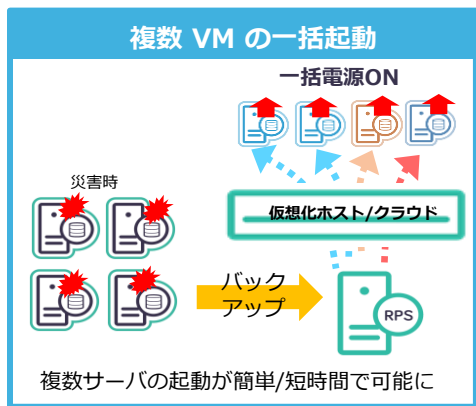 複数 VM の一括起動
一括電源ON
災害時
仮想化ホスト/クラウド
バック
アップ
RPS
複数サーバの起動が簡単/短時間で可能に